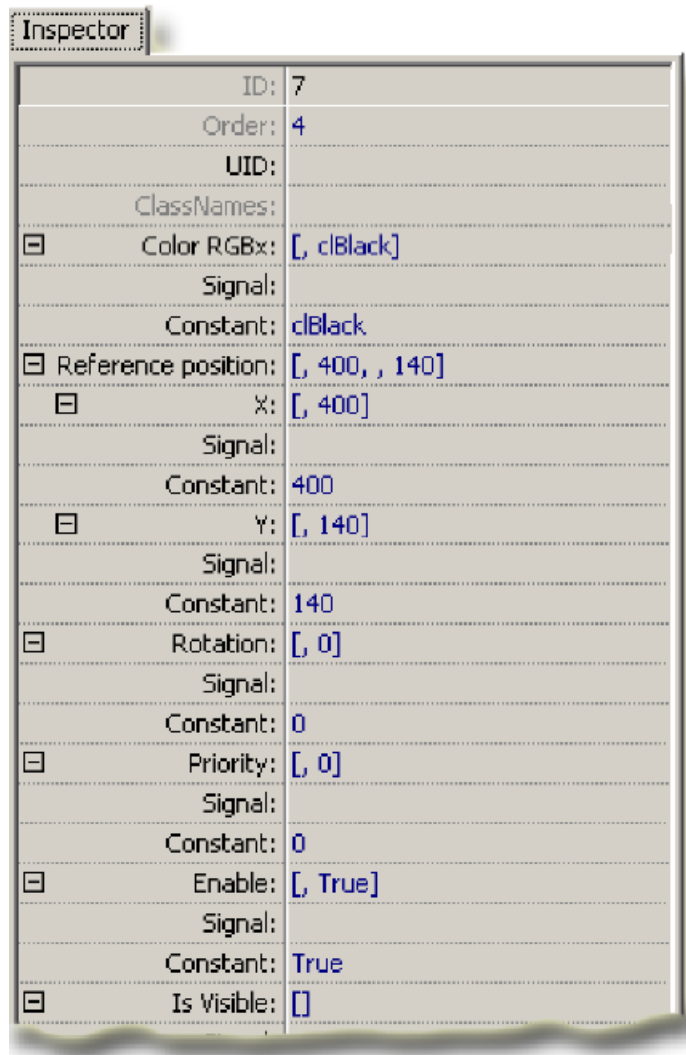 Inspector
ID: 7
Order: 4
UID:
ClassNames:
Color RGBx: [, clBlack]
Signal:
Constant: clBlack
Reference position: [, 400, , 140]
X: [, 400]
Signal:
Constant: 400
Y: [, 140]
Signal:
Constant: 140
Rotation: [, 0]
Signal:
Constant: 0
Priority: [, 0]
Signal:
Constant: 0
Enable: [, True]
Signal:
Constant: True
Is Visible: []